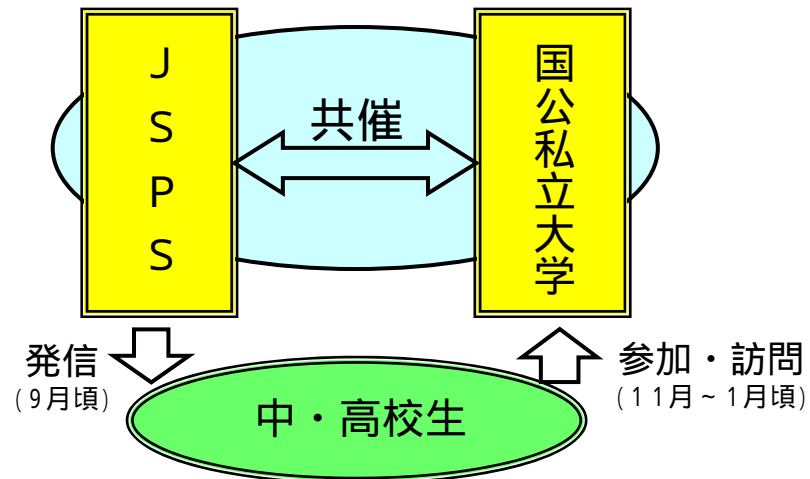 JSPS
共催
国公私立大学
発信
(9月頃)
参加・訪問
(11月~1月頃)
中・高校生